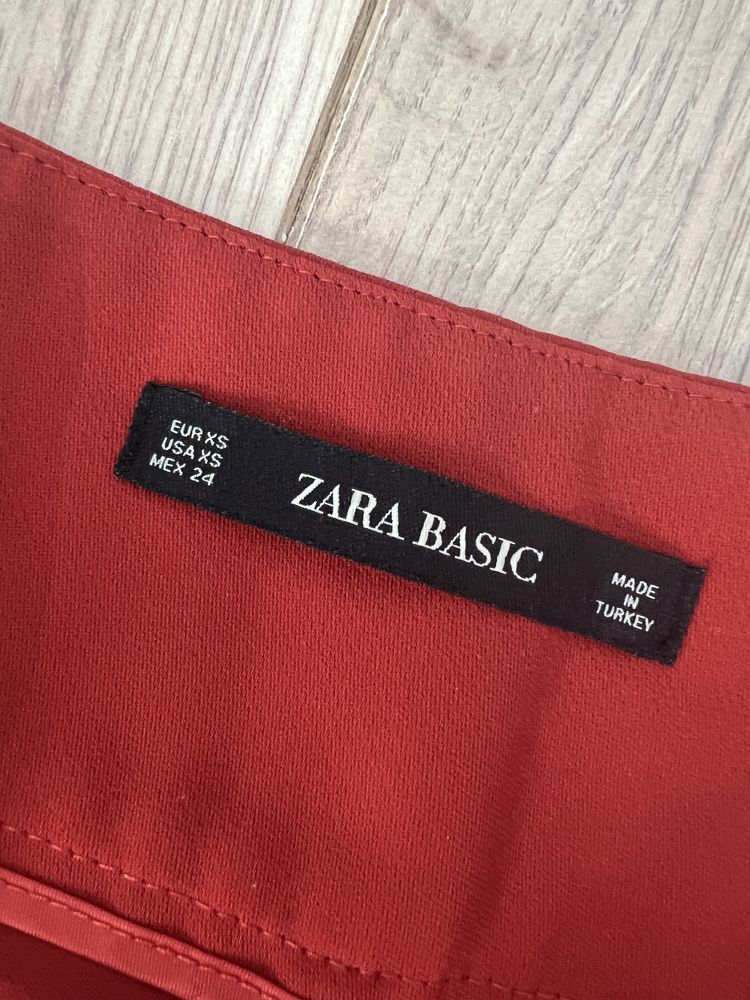 EUR XS
USA XS
MEX 24
ZARA BASIC
MADE
IN
TURKEY